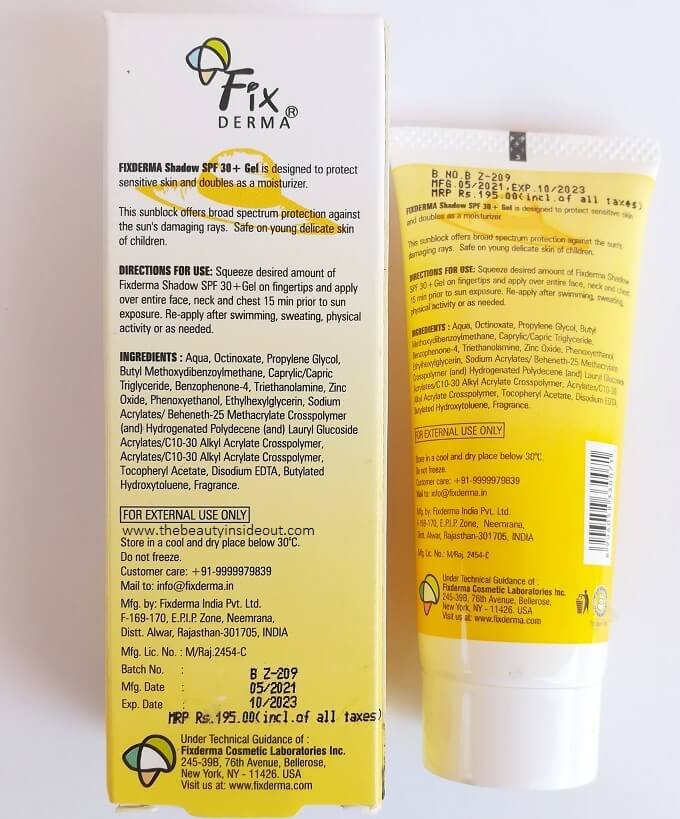 Fix
DERMA®
FIXDERMA Shadow SPF 30+ Gel is designed to protect
sensitive skin and doubles as a moisturizer.
This sunblock offers broad spectrum protection against
the sun's damaging rays. Safe on young delicate skin
of children.
DIRECTIONS FOR USE: Squeeze desired amount of
Fixderma Shadow SPF 30+Gel on fingertips and apply
over entire face, neck and chest 15 min prior to sun
exposure. Re-apply after swimming, sweating, physical
activity or as needed.
INGREDIENTS : Aqua, Octinoxate, Propylene Glycol,
Butyl Methoxydibenzoylmethane, Caprylic/Capric
Triglyceride, Benzophenone-4, Triethanolamine, Zinc
Oxide, Phenoxyethanol, Ethylhexylglycerin, Sodium
Acrylates/ Beheneth-25 Methacrylate Crosspolymer
(and) Hydrogenated Polydecene (and) Lauryl Glucoside
Acrylates/C10-30 Alkyl Acrylate Crosspolymer,
Acrylates/C10-30 Alkyl Acrylate Crosspolymer,
Tocopheryl Acetate, Disodium EDTA, Butylated
Hydroxytoluene, Fragrance.
FOR EXTERNAL USE ONLY
www.thebeautyinsideout.com
Store in a cool and dry place below 30°C.
Do not freeze.
Customer care: +91-9999979839
Mail to: info@fixderma.in
Mfg. by: Fixderma India Pvt. Ltd.
F-169-170, E.P.I.P. Zone, Neemrana,
Distt. Alwar, Rajasthan-301705, INDIA
Mfg. Lic. No. : M/Raj.2454-C
Batch No. : B Z-209
Mfg. Date : 05/2021
Exp. Date : 10/2023
MRP Rs.195.00(incl.of all taxes)
Under Technical Guidance of :
Fixderma Cosmetic Laboratories Inc.
245-39B, 76th Avenue, Bellerose,
New York, NY - 11426. USA
Visit us at: www.fixderma.com
B NO.B Z-209
MFG.05/2021,EXP.10/2023
MRP Rs.195.00(incl.of all taxes)
FIXDERMA Shadow SPF 30+ Gel is designed to protect sensitive skin
and doubles as a moisturizer.
This sunblock offers broad spectrum protection against the sun's
damaging rays. Safe on young delicate skin of children.
DIRECTIONS FOR USE: Squeeze desired amount of Fixderma Shadow
SPF 30+Gel on fingertips and apply over entire face, neck and chest
15 min prior to sun exposure. Re-apply after swimming, sweating,
physical activity or as needed.
INGREDIENTS : Aqua, Octinoxate, Propylene Glycol, Butyl
Methoxydibenzoylmethane, Caprylic/Capric Triglyceride,
Benzophenone-4, Triethanolamine, Zinc Oxide, Phenoxyethanol,
Ethylhexylglycerin, Sodium Acrylates/ Beheneth-25 Methacrylate
Crosspolymer (and) Hydrogenated Polydecene (and) Lauryl Glucoside
Acrylates/C10-30 Alkyl Acrylate Crosspolymer, Acrylates/C10-30
Alkyl Acrylate Crosspolymer, Tocopheryl Acetate, Disodium EDTA,
Butylated Hydroxytoluene, Fragrance.
FOR EXTERNAL USE ONLY
Store in a cool and dry place below 30°C.
Do not freeze.
Customer care: +91-9999979839
Mail to: info@fixderma.in
Mfg. by: Fixderma India Pvt. Ltd.
F-169-170, E.P.I.P. Zone, Neemrana,
Distt. Alwar, Rajasthan-301705, INDIA
Mfg. Lic. No.: M/Raj. 2454-C
Under Technical Guidance of :
Fixderma Cosmetic Laboratories Inc.
245-39B, 76th Avenue, Bellerose,
New York, NY - 11426. USA
Visit us at: www.fixderma.com